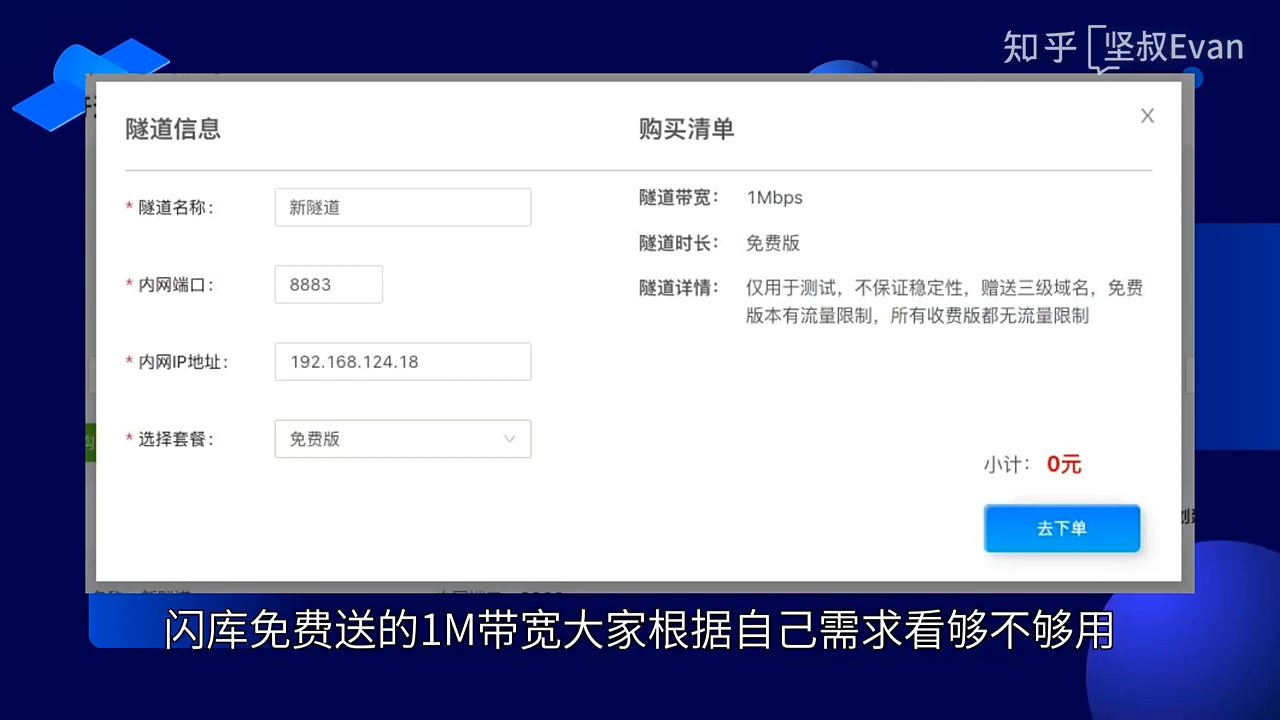 知乎 坚叔Evan
隧道信息
购买清单
* 隧道名称：
新隧道
* 内网端口：
8883
* 内网IP地址：
192.168.124.18
* 选择套餐：
免费版
隧道带宽：
1Mbps
隧道时长：
免费版
隧道详情：
仅用于测试，不保证稳定性，赠送三级域名，免费
版本有流量限制，所有收费版都无流量限制
小计： 0元
去下单
闪库免费送的1M带宽大家根据自己需求看够不够用